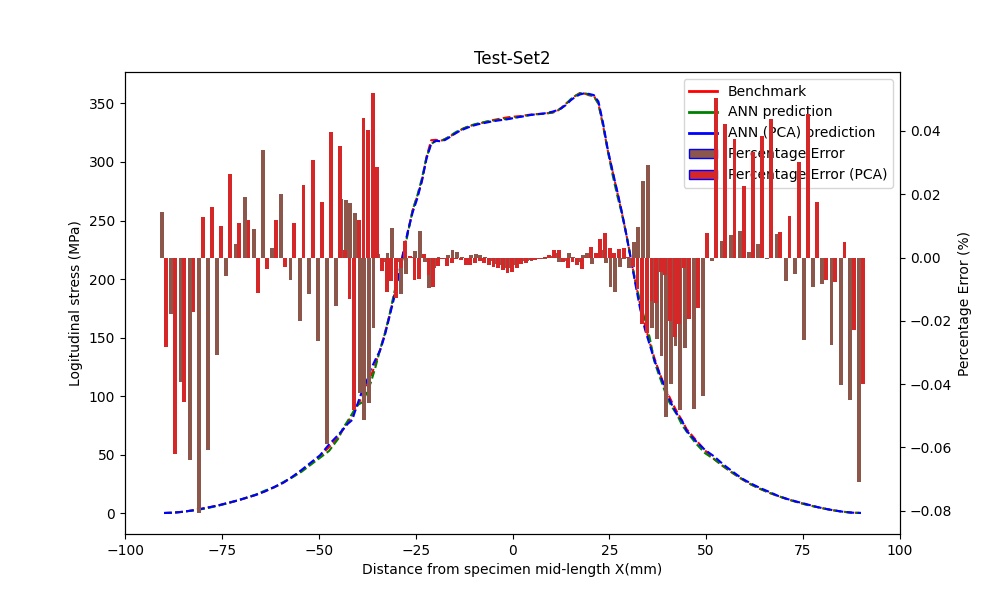 Test-Set2
Benchmark
ANN prediction
ANN (PCA) prediction
Percentage Error
Percentage Error (PCA)
Logitudinal stress (MPa)
350
300
250
200
150
100
50
0
Percentage Error (%)
0.04
0.02
0.00
−0.02
−0.04
−0.06
−0.08
−100 −75 −50 −25 0 25 50 75 100
Distance from specimen mid-length X(mm)